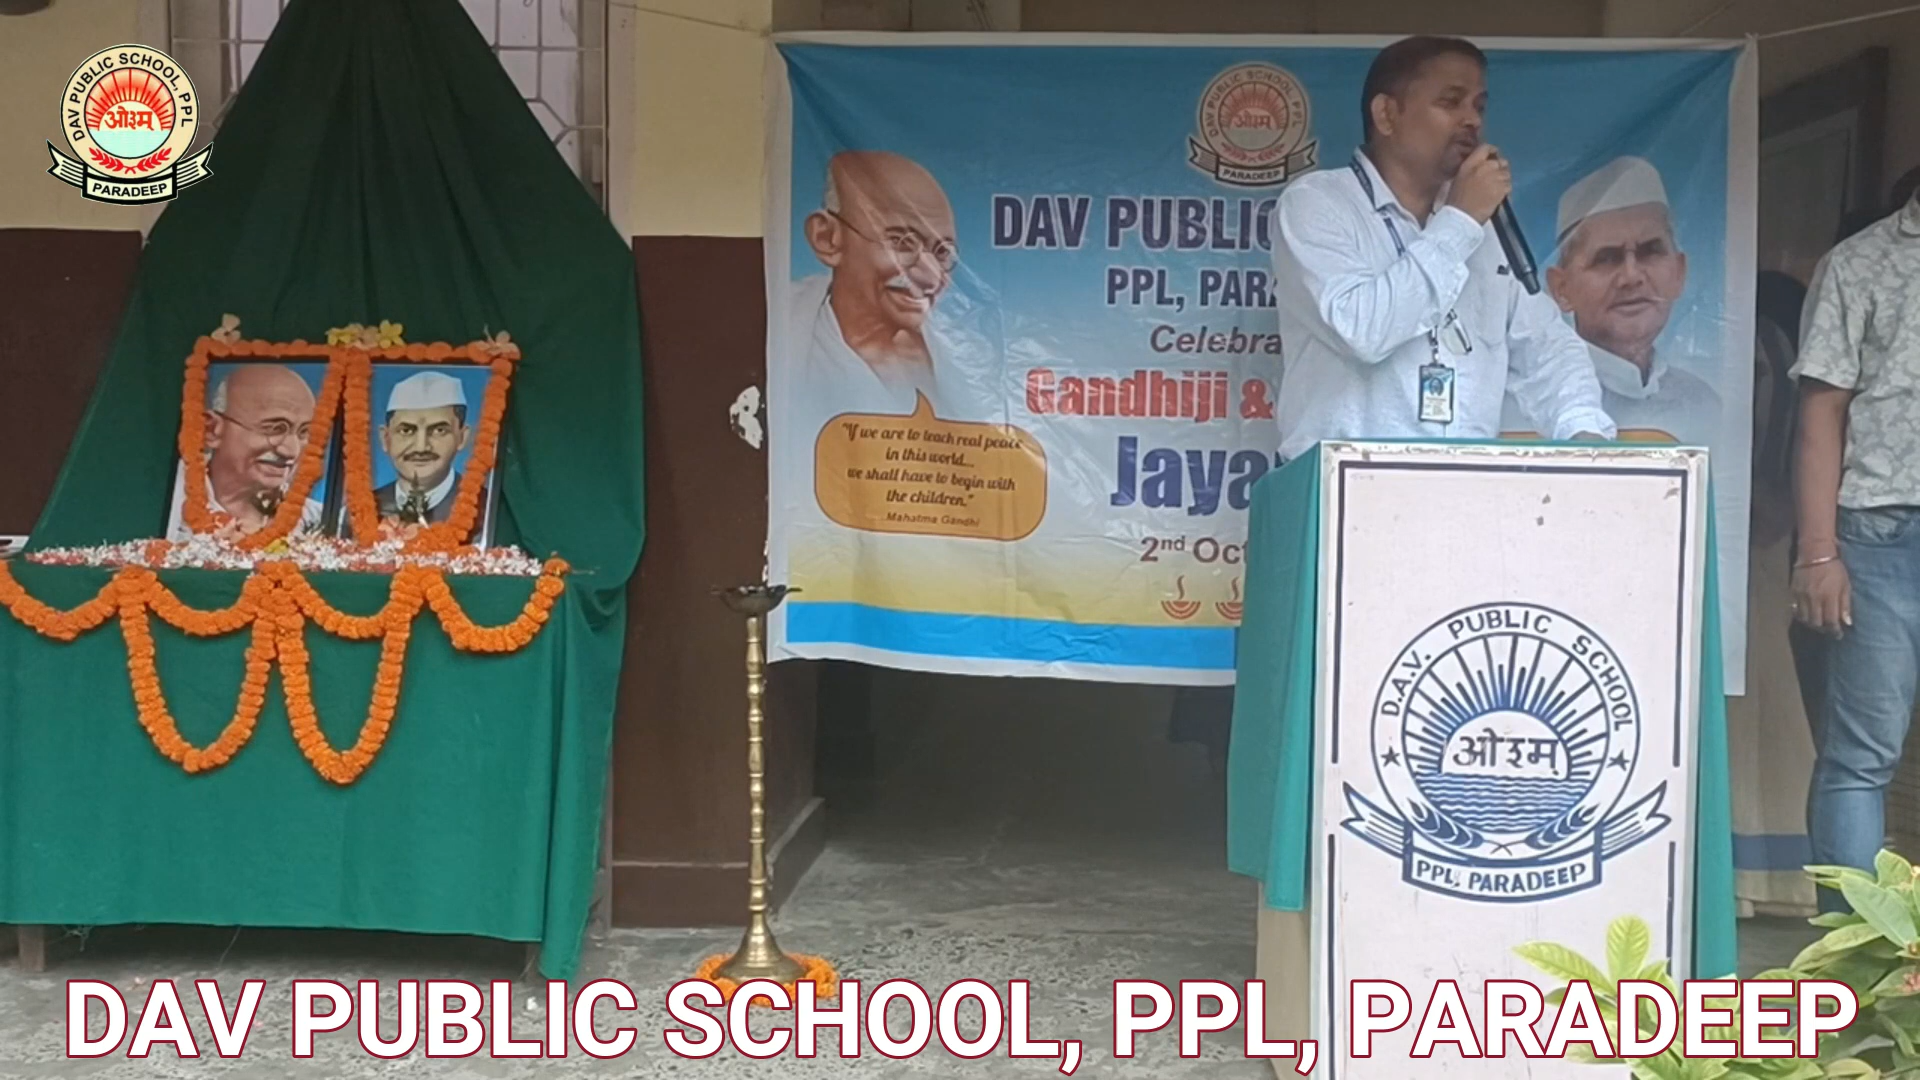 DAV PUBLIC SCHOOL, PPL
ओ३म्
PARADEEP
DAV PUBLIC SCHOOL, PPL
ओ३म्
PARADEEP
DAV PUBLIC
PPL, PARA
Celebra
Gandhiji &
Jaya
2nd Oct
"If we are to teach real peace
in this world...
we shall have to begin with
the children."
Mahatma Gandhi
D.A.V. PUBLIC SCHOOL
ओ३म्
PPL, PARADEEP
DAV PUBLIC SCHOOL, PPL, PARADEEP